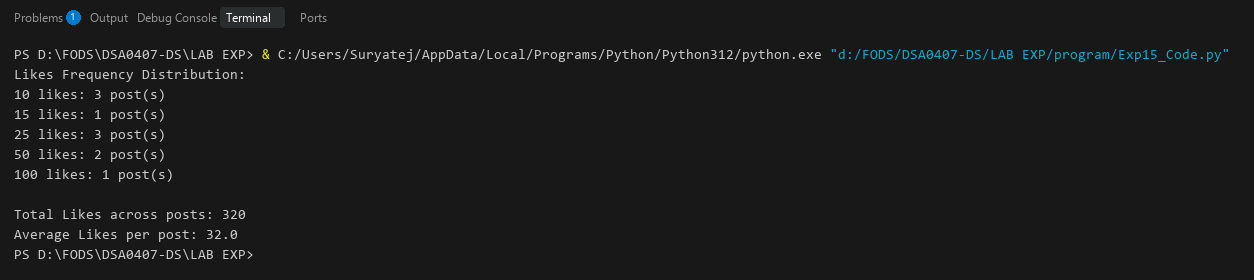 Problems 1 Output Debug Console Terminal Ports
PS D:\FODS\DSA0407-DS\LAB EXP> & C:/Users/Suryatej/AppData/Local/Programs/Python/Python312/python.exe "d:/FODS/DSA0407-DS/LAB EXP/program/Exp15_Code.py"
Likes Frequency Distribution:
10 likes: 3 post(s)
15 likes: 1 post(s)
25 likes: 3 post(s)
50 likes: 2 post(s)
100 likes: 1 post(s)
Total Likes across posts: 320
Average Likes per post: 32.0
PS D:\FODS\DSA0407-DS\LAB EXP>